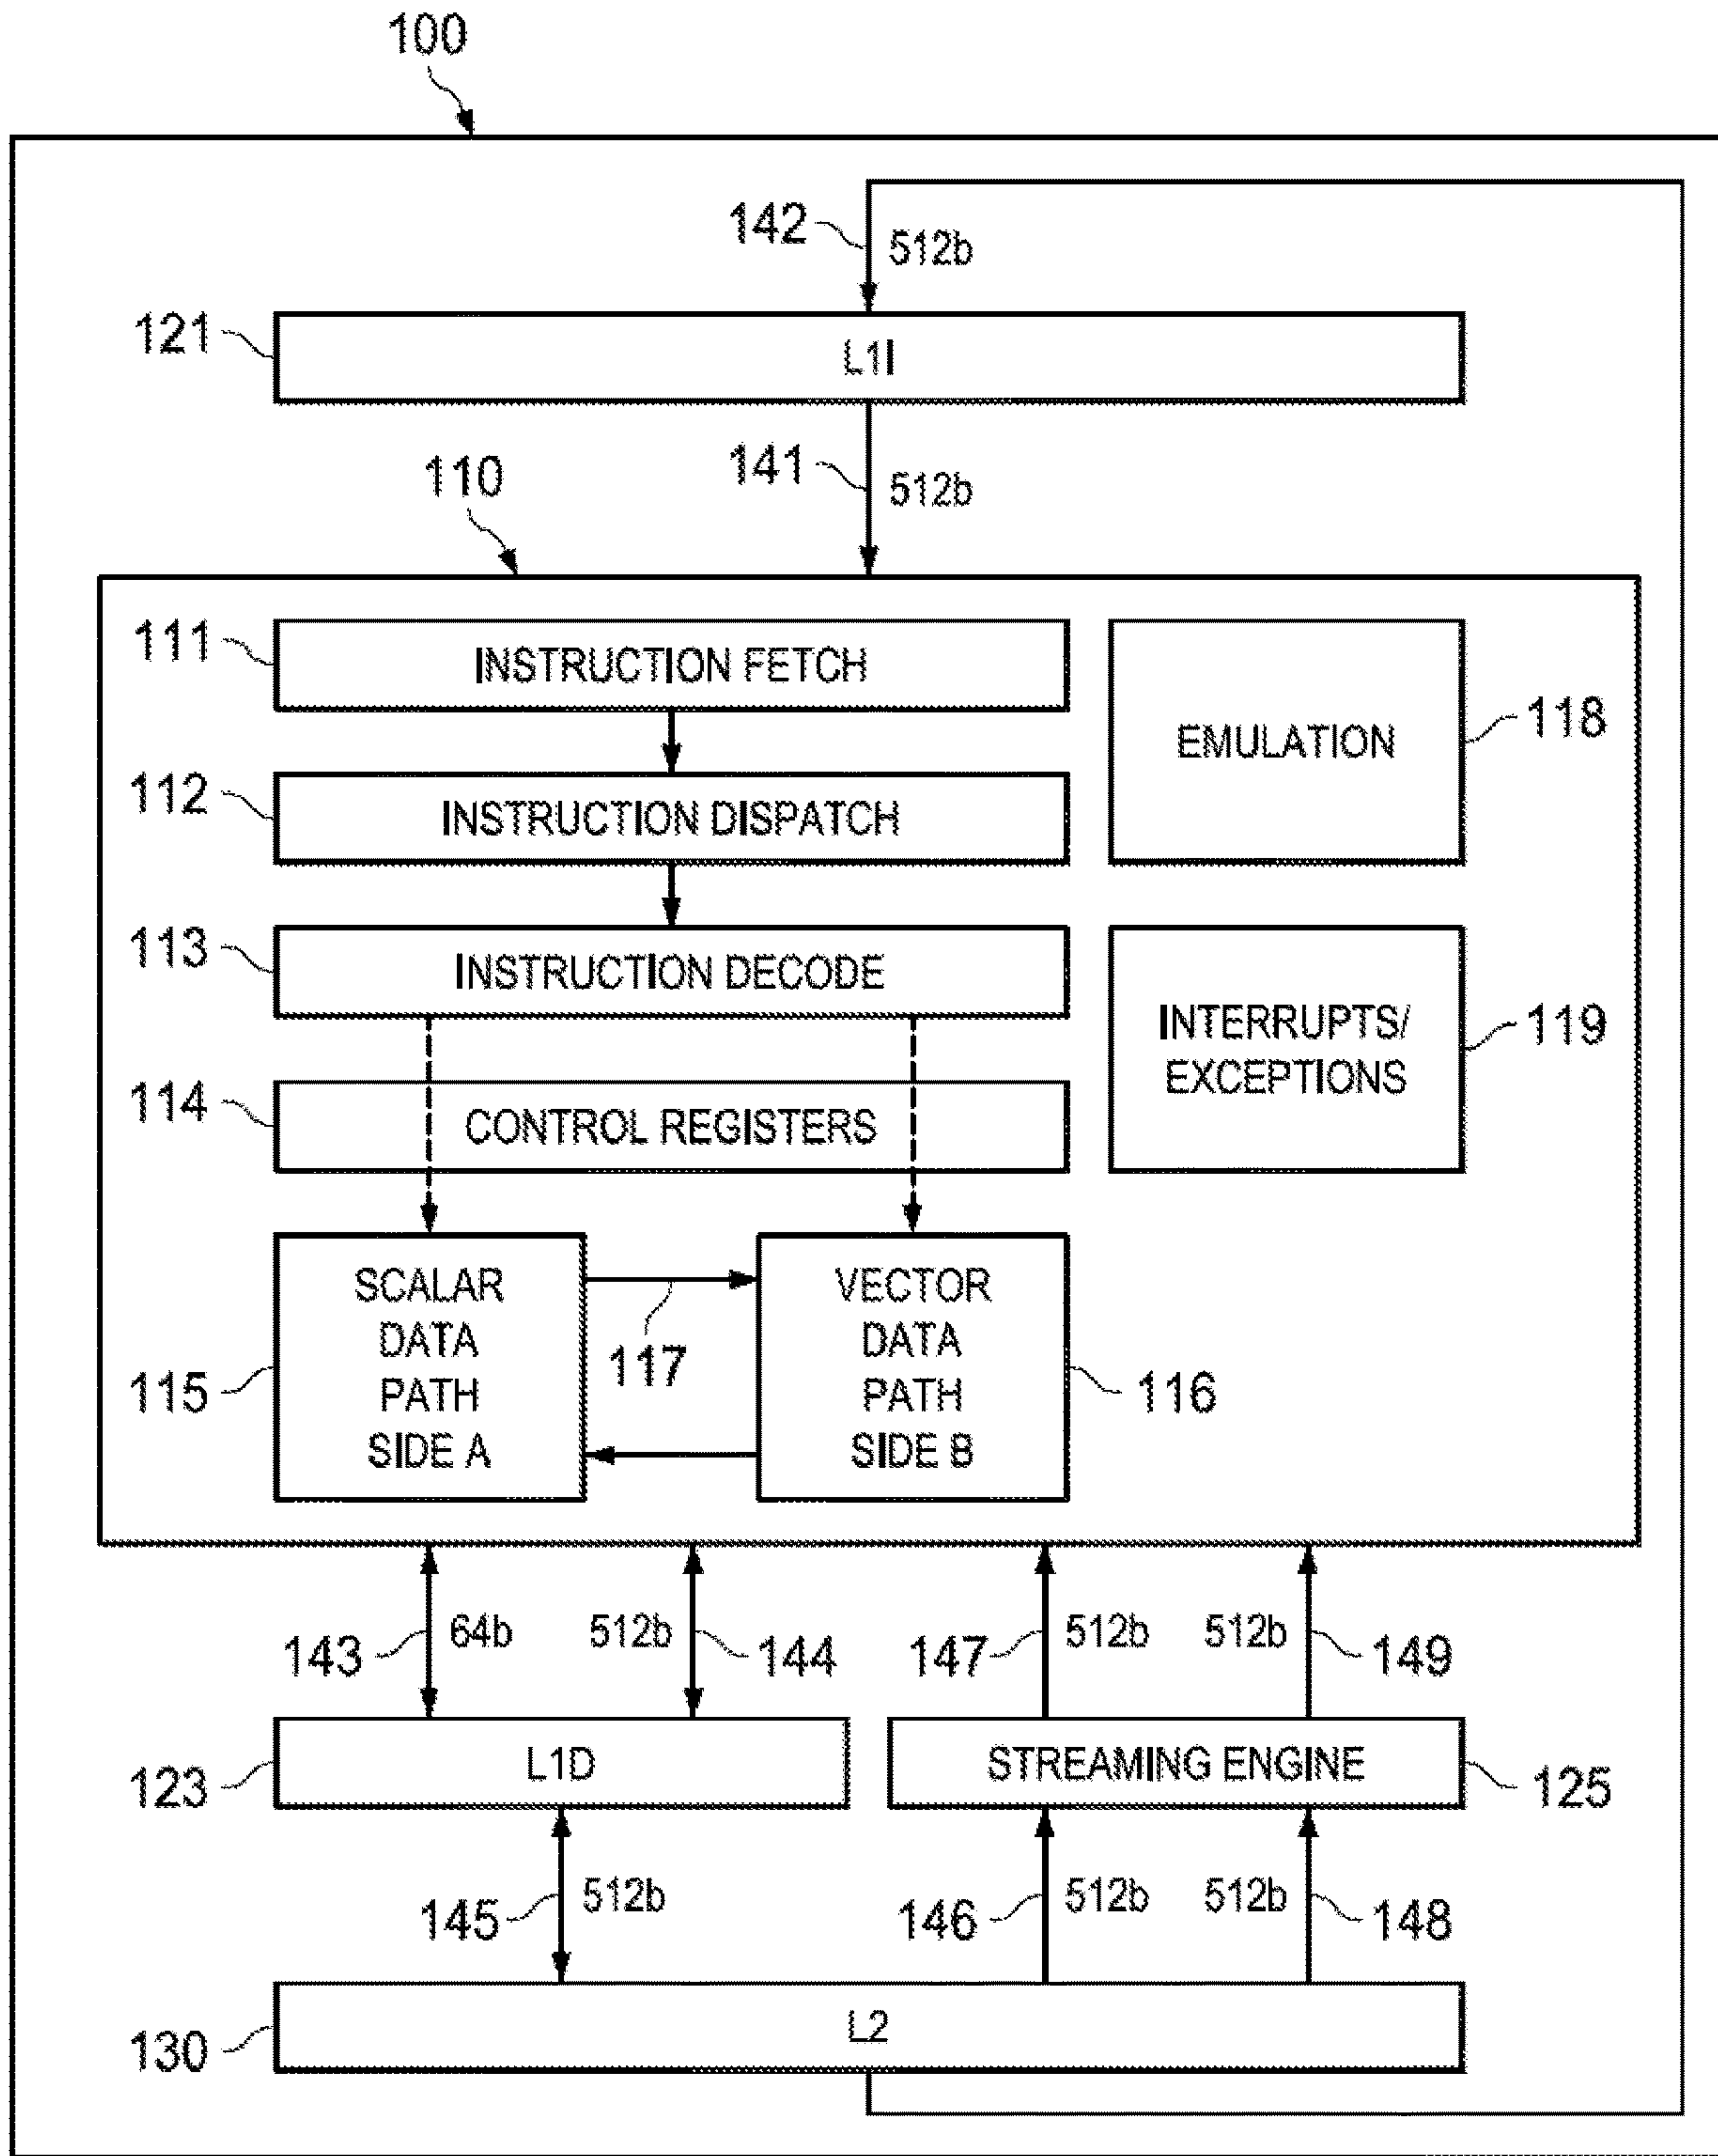 100
142
512b
121
L1I
141
512b
110
111
INSTRUCTION FETCH
118
EMULATION
112
INSTRUCTION DISPATCH
113
INSTRUCTION DECODE
119
INTERRUPTS/
EXCEPTIONS
114
CONTROL REGISTERS
115
SCALAR
DATA
PATH
SIDE A
117
VECTOR
DATA
PATH
SIDE B
116
143
64b
512b
144
147
512b
512b
149
123
L1D
STREAMING ENGINE
125
145
512b
146
512b
512b
148
130
L2